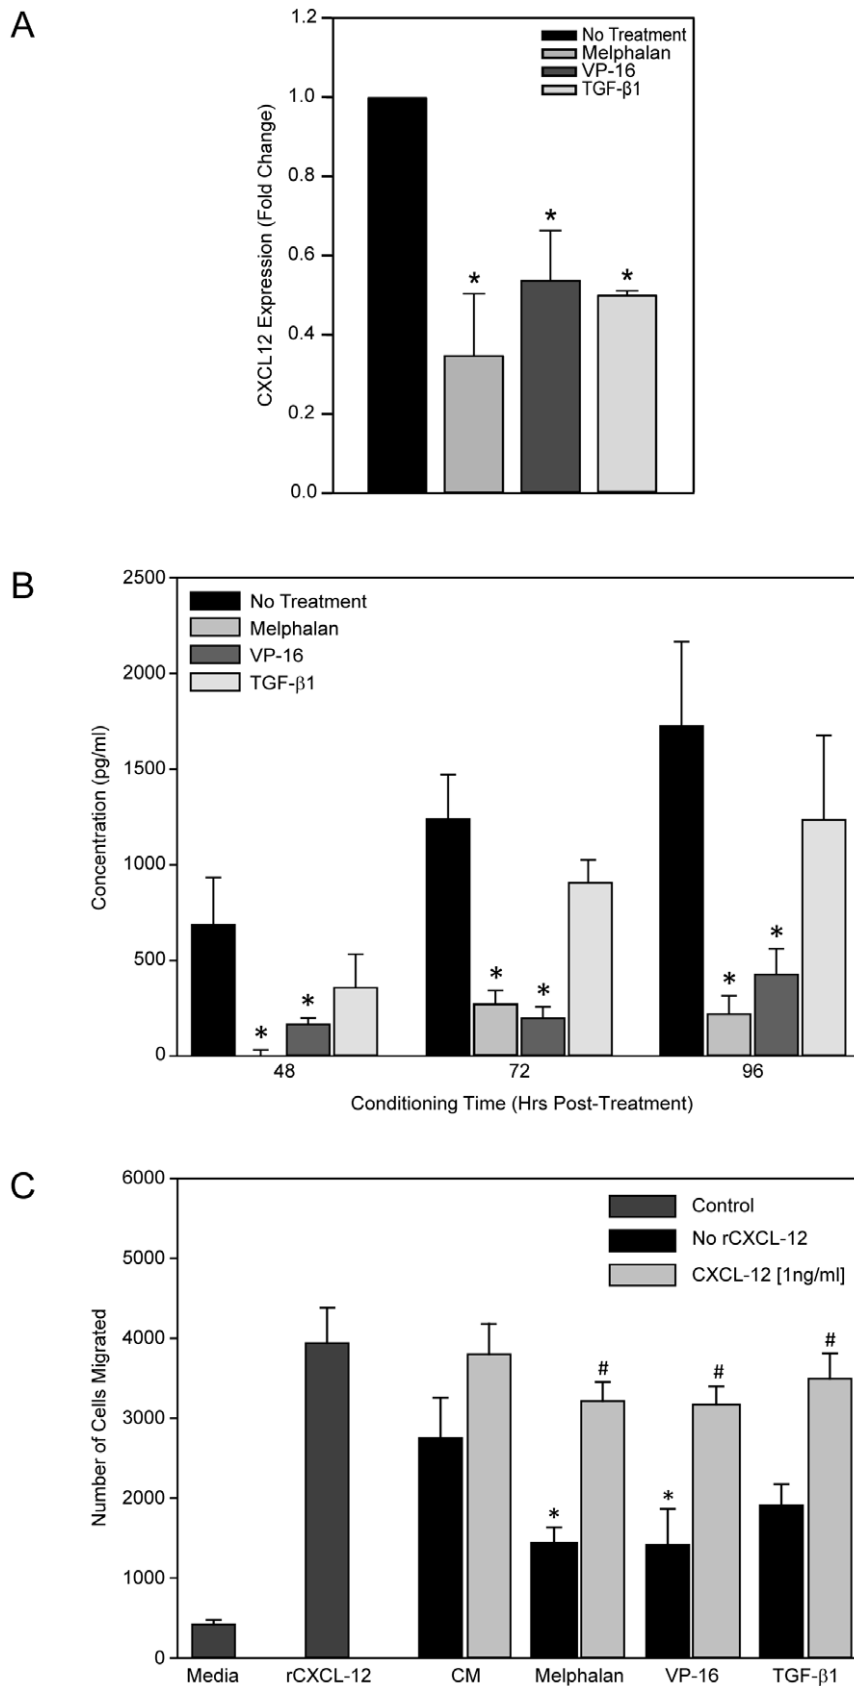 A
1.2
1.0
0.8
0.6
0.4
0.2
0.0
CXCL12 Expression (Fold Change)
No Treatment
Melphalan
VP-16
TGF-β1
*
*
*
B
2500
2000
1500
1000
500
0
Concentration (pg/ml)
No Treatment
Melphalan
VP-16
TGF-β1
* * * * * *
48 72 96
Conditioning Time (Hrs Post-Treatment)
C
6000
5000
4000
3000
2000
1000
0
Number of Cells Migrated
Control
No rCXCL-12
CXCL-12 [1ng/ml]
* # * # #
Media rCXCL-12 CM Melphalan VP-16 TGF-β1